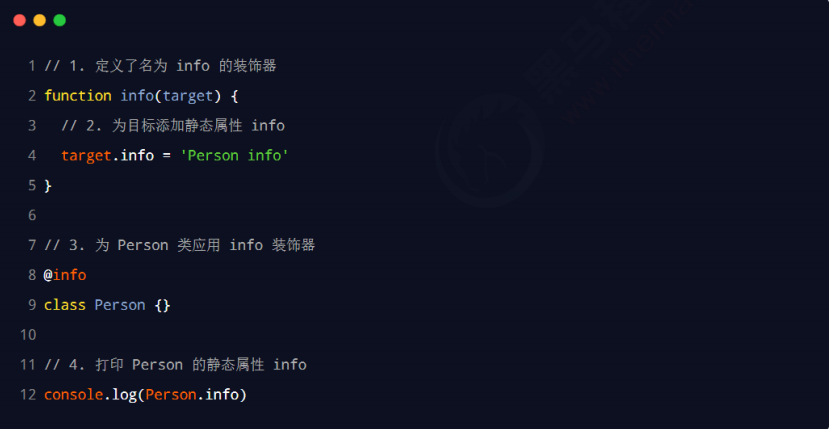 1 // 1. 定义了名为 info 的装饰器
2 function info(target) {
3 // 2. 为目标添加静态属性 info
4 target.info = 'Person info'
5 }
6
7 // 3. 为 Person 类应用 info 装饰器
8 @info
9 class Person {}
10
11 // 4. 打印 Person 的静态属性 info
12 console.log(Person.info)